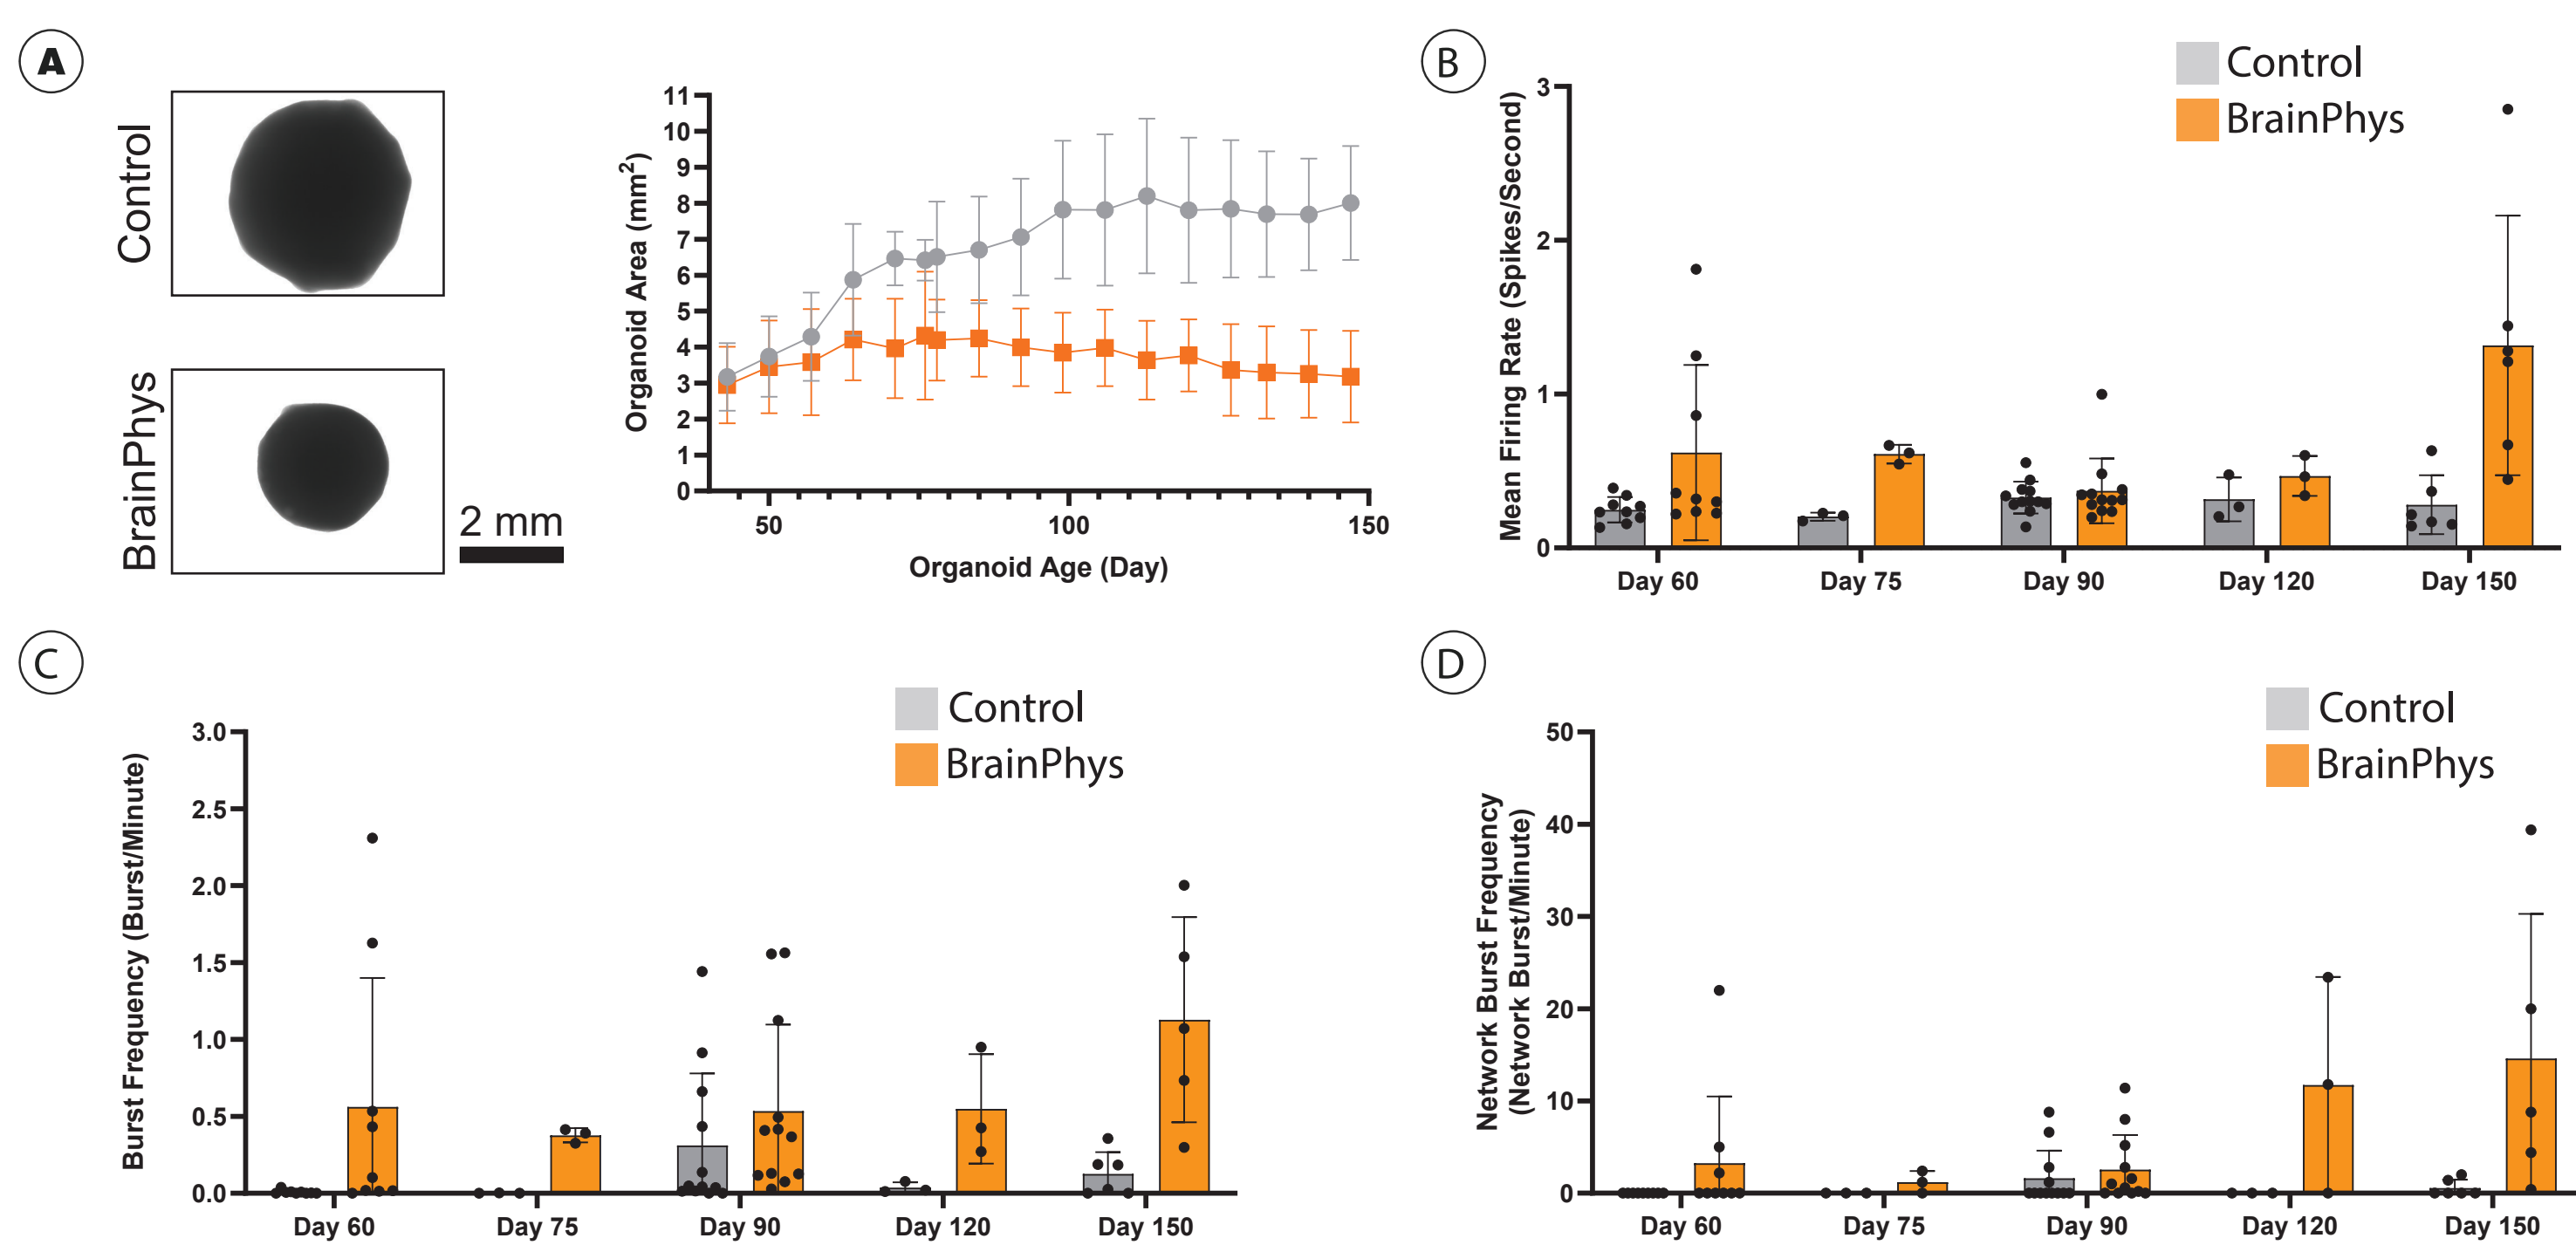 A
Control
BrainPhys
2 mm
Organoid Area (mm²)
11
10
9
8
7
6
5
4
3
2
1
0
50
100
150
Organoid Age (Day)
B
Control
BrainPhys
Mean Firing Rate (Spikes/Second)
3
2
1
0
Day 60
Day 75
Day 90
Day 120
Day 150
C
Control
BrainPhys
Burst Frequency (Burst/Minute)
3.0
2.5
2.0
1.5
1.0
0.5
0.0
Day 60
Day 75
Day 90
Day 120
Day 150
D
Control
BrainPhys
Network Burst Frequency
(Network Burst/Minute)
50
40
30
20
10
0
Day 60
Day 75
Day 90
Day 120
Day 150